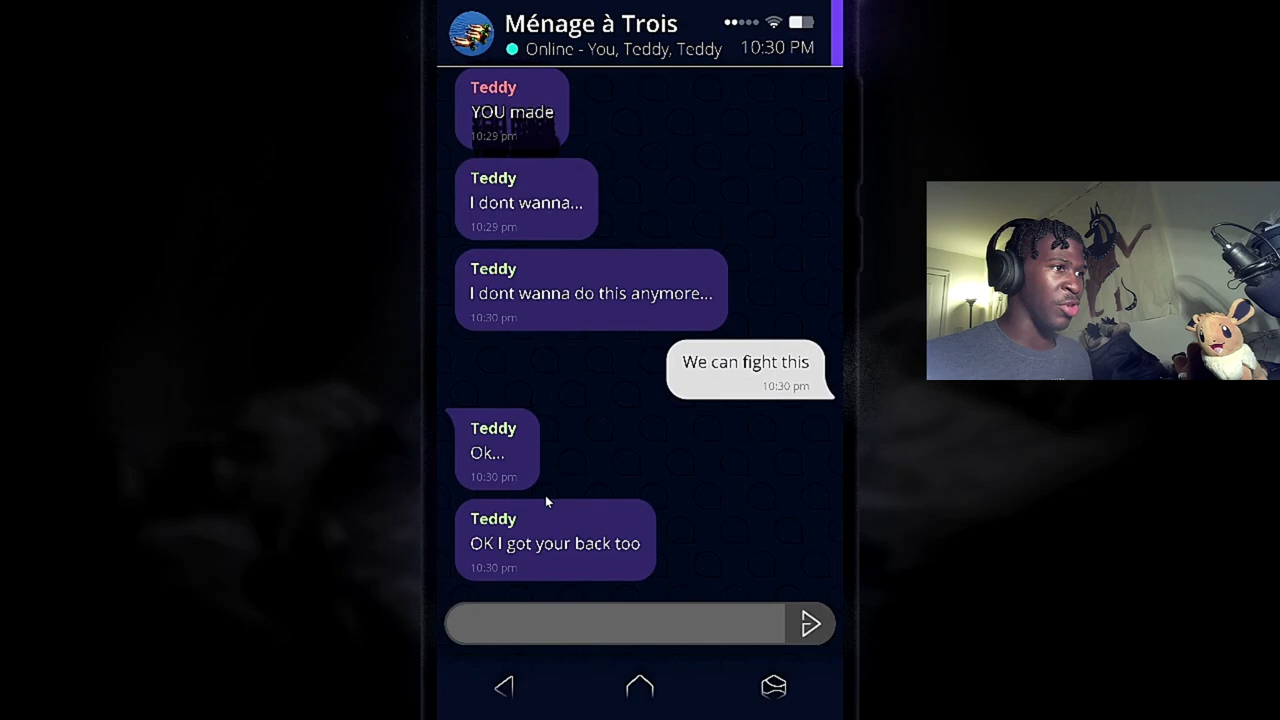 Ménage à Trois
Online - You, Teddy, Teddy
10:30 PM
Teddy
YOU made
10:29 pm
Teddy
I dont wanna...
10:29 pm
Teddy
I dont wanna do this anymore...
10:30 pm
We can fight this
10:30 pm
Teddy
Ok...
10:30 pm
Teddy
OK I got your back too
10:30 pm